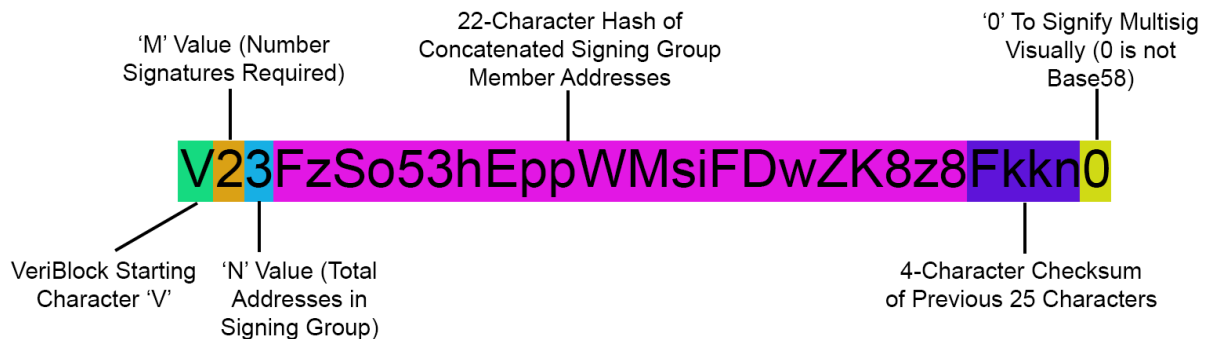 ‘M’ Value (Number
Signatures Required)
22-Character Hash of
Concatenated Signing Group
Member Addresses
‘0’ To Signify Multisig
Visually (0 is not
Base58)
V23FzSo53hEppWMsiFDwZK8z8Fkkn0
VeriBlock Starting
Character ‘V’
‘N’ Value (Total
Addresses in
Signing Group)
4-Character Checksum
of Previous 25 Characters